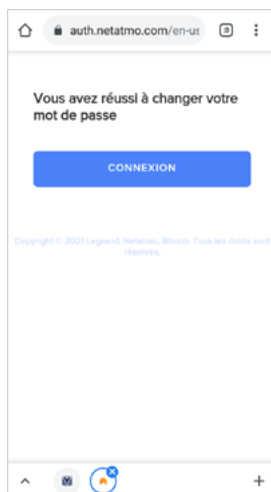 auth.netatmo.com/en-us
Vous avez réussi à changer votre
mot de passe
CONNEXION
Copyright © 2021 Legrand, Netatmo, Bticino. Tous les droits sont
réservés.